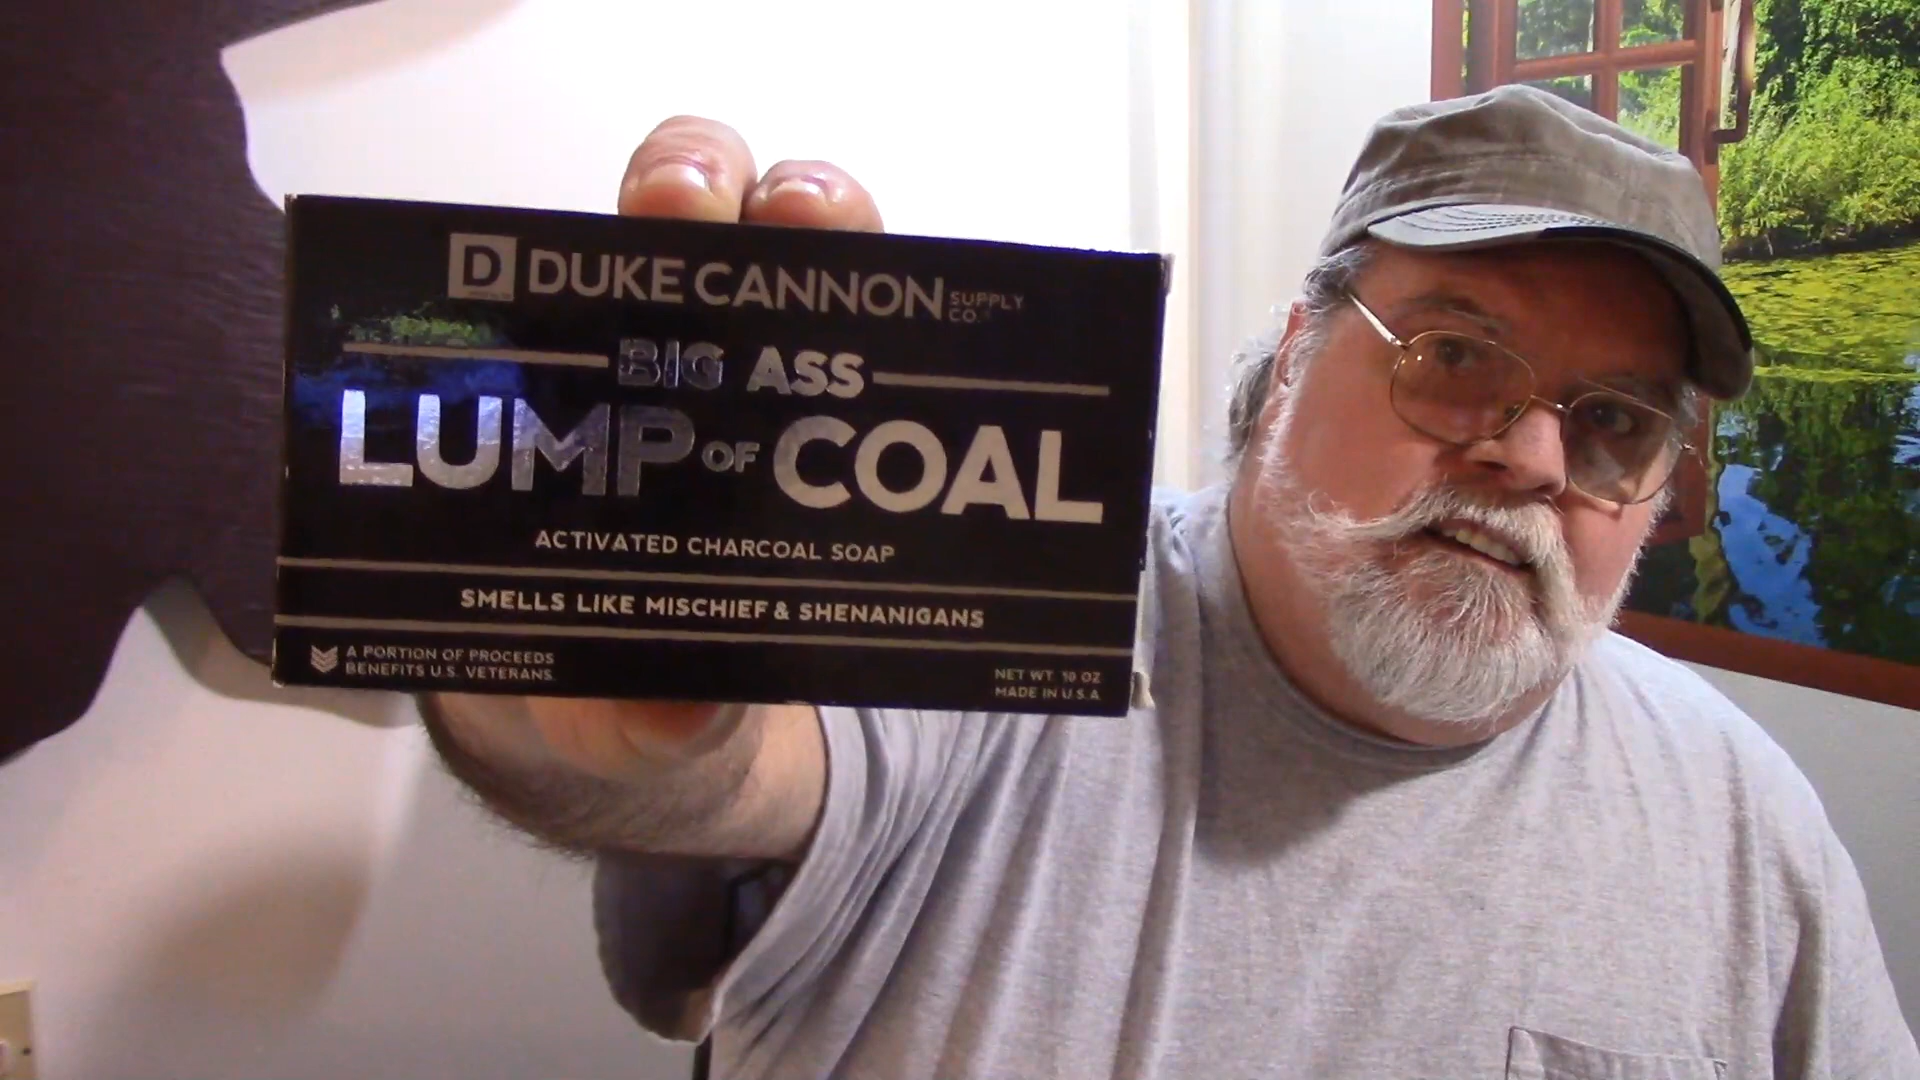 D DUKE CANNON SUPPLY CO.
BIG ASS
LUMP OF COAL
ACTIVATED CHARCOAL SOAP
SMELLS LIKE MISCHIEF & SHENANIGANS
A PORTION OF PROCEEDS
BENEFITS U.S. VETERANS.
NET WT. 10 OZ
MADE IN U.S.A